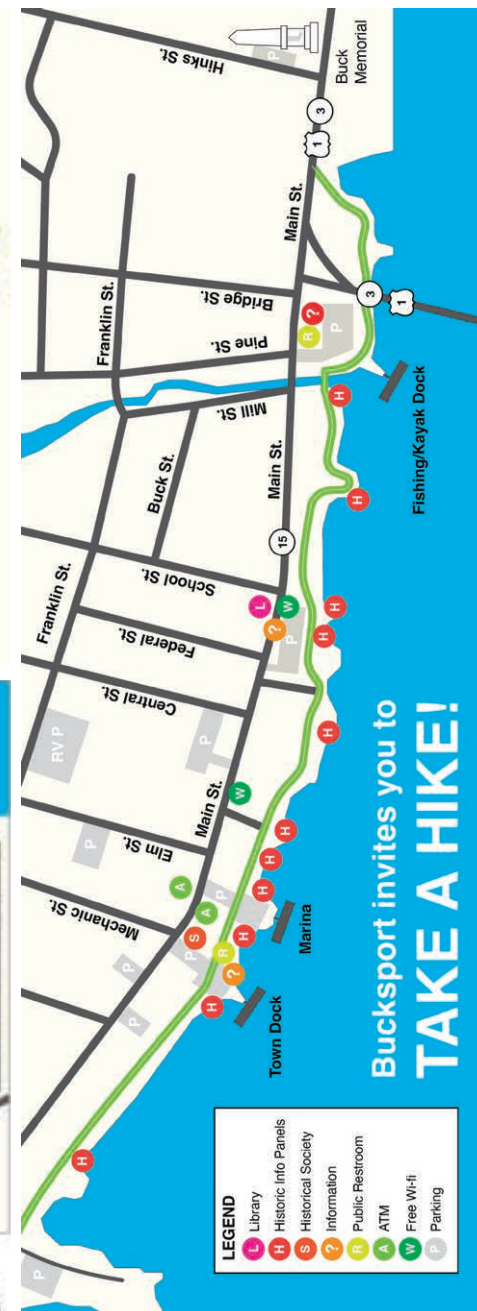 Hinks St.
P
L
Buck
Memorial
3
1
Main St.
Bridge St.
Franklin St.
Pine St.
R
?
P
3
1
Mill St.
H
Fishing/Kayak Dock
Buck St.
Main St.
H
15
School St.
Franklin St.
L
W
?
P
H
H
Federal St.
Central St.
H
RV P
P
W
Main St.
Elm St.
P
H
H
H
A
A
P
Mechanic St.
S
P
R
H
?
Marina
P
P
H
Town Dock
H
P
Bucksport invites you to
TAKE A HIKE!
LEGEND
L Library
H Historic Info Panels
S Historical Society
? Information
R Public Restroom
A ATM
W Free Wi-fi
P Parking